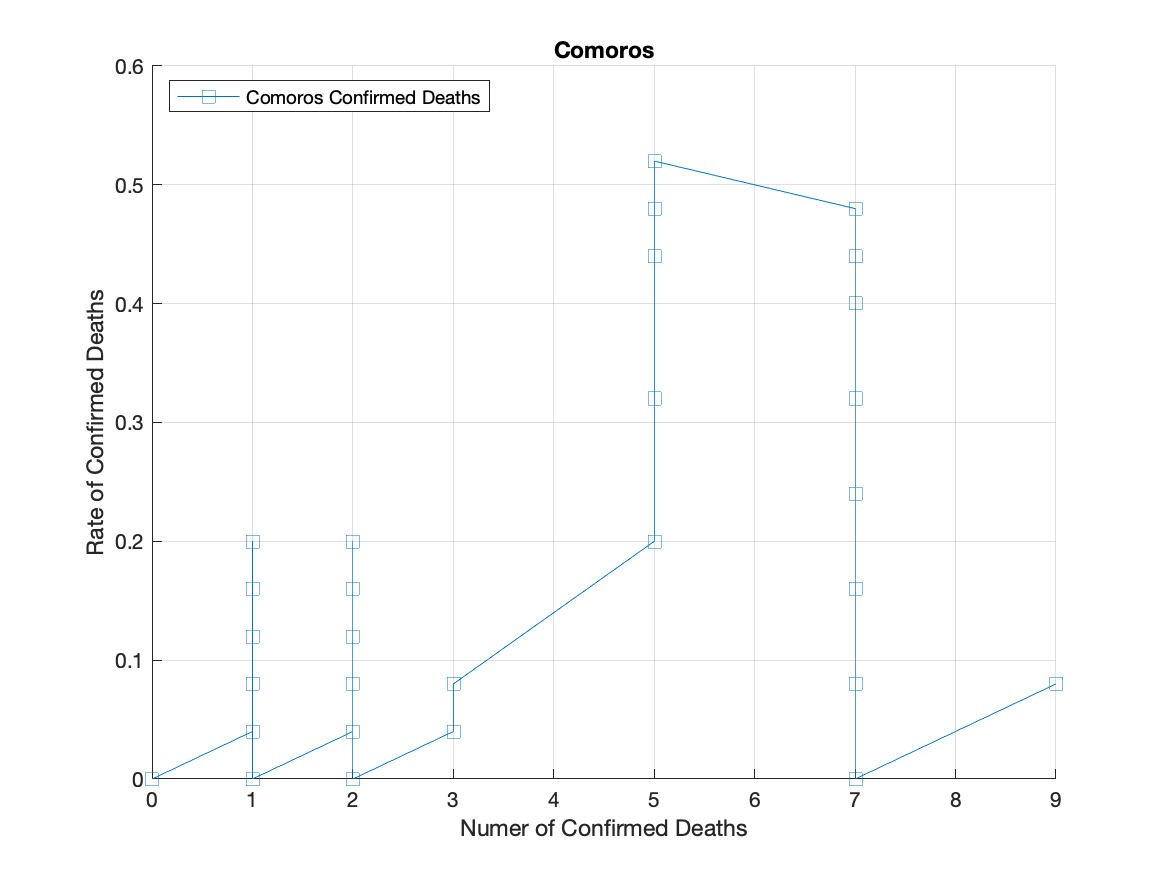 Comoros
Comoros Confirmed Deaths
Rate of Confirmed Deaths
0.6
0.5
0.4
0.3
0.2
0.1
0
0 1 2 3 4 5 6 7 8 9
Numer of Confirmed Deaths